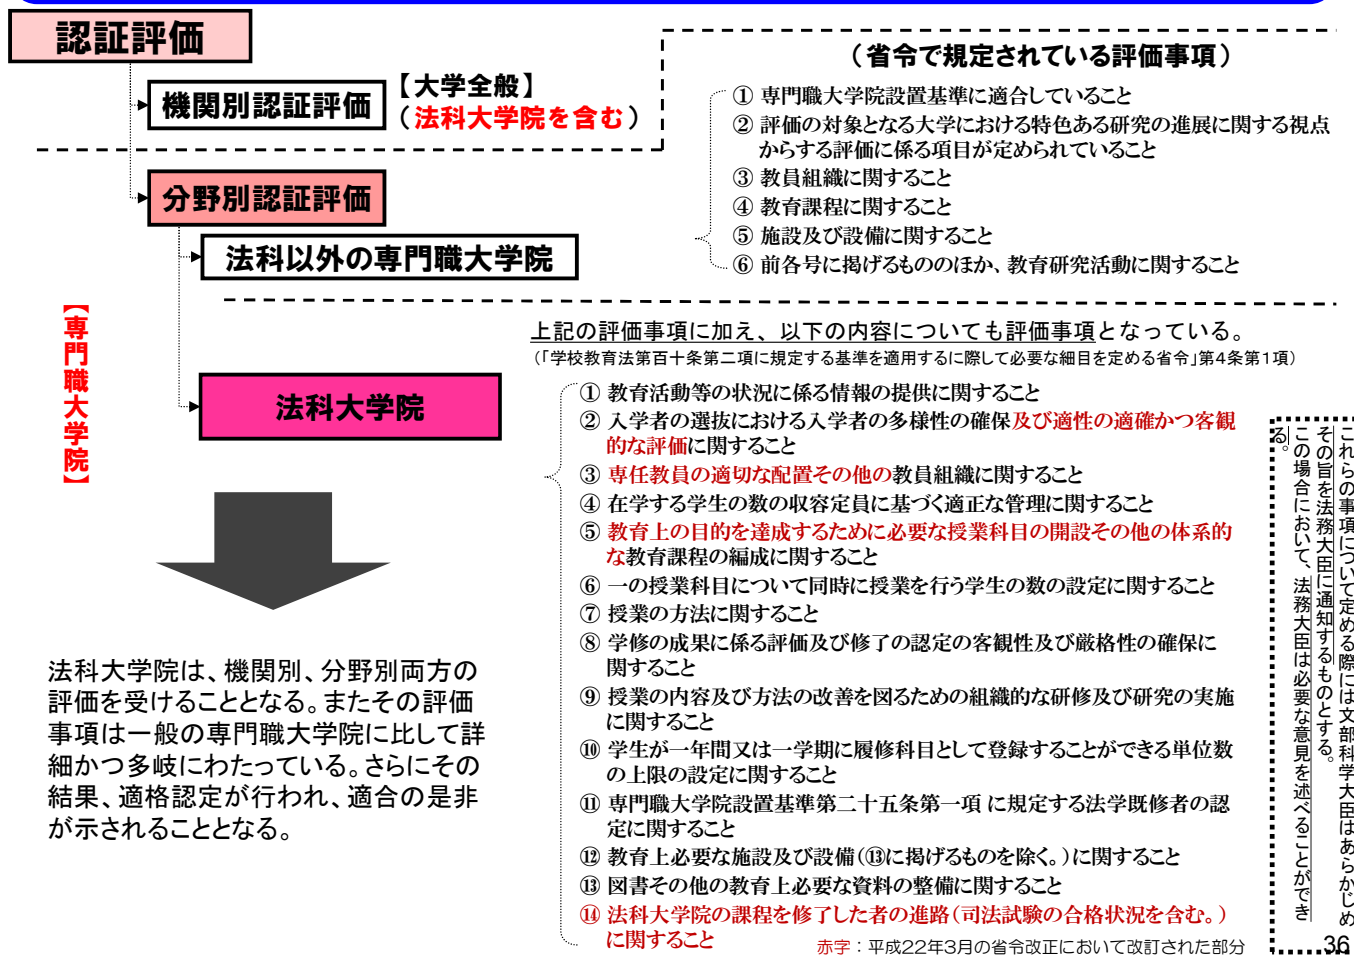 認証評価
機関別認証評価
【大学全般】
（法科大学院を含む）
分野別認証評価
法科以外の専門職大学院
（省令で規定されている評価事項）
① 専門職大学院設置基準に適合していること
② 評価の対象となる大学における特色ある研究の進展に関する視点
からする評価に係る項目が定められていること
③ 教員組織に関すること
④ 教育課程に関すること
⑤ 施設及び設備に関すること
⑥ 前各号に掲げるもののほか、教育研究活動に関すること
【専門職大学院】
法科大学院
上記の評価事項に加え、以下の内容についても評価事項となっている。
（「学校教育法第百十条第二項に規定する基準を適用するに際して必要な細目を定める省令」第4条第1項）
① 教育活動等の状況に係る情報の提供に関すること
② 入学者の選抜における入学者の多様性の確保及び適性の適確かつ客観
的な評価に関すること
③ 専任教員の適切な配置その他の教員組織に関すること
④ 在学する学生の数の収容定員に基づく適正な管理に関すること
⑤ 教育上の目的を達成するために必要な授業科目の開設その他の体系的
な教育課程の編成に関すること
⑥ 一の授業科目について同時に授業を行う学生の数の設定に関すること
⑦ 授業の方法に関すること
⑧ 学修の成果に係る評価及び修了の認定の客観性及び厳格性の確保に
関すること
⑨ 授業の内容及び方法の改善を図るための組織的な研修及び研究の実施
に関すること
⑩ 学生が一年間又は一学期に履修科目として登録することができる単位数
の上限の設定に関すること
⑪ 専門職大学院設置基準第二十五条第一項 に規定する法学既修者の認
定に関すること
⑫ 教育上必要な施設及び設備（⑬に掲げるものを除く。）に関すること
⑬ 図書その他の教育上必要な資料の整備に関すること
⑭ 法科大学院の課程を修了した者の進路（司法試験の合格状況を含む。）
に関すること
赤字：平成22年3月の省令改正において改訂された部分
これらの事項について定める際には文部科学大臣はあらかじめ
その旨を法務大臣に通知するものとする。
この場合において、法務大臣は必要な意見を述べることができ
る。
法科大学院は、機関別、分野別両方の
評価を受けることとなる。またその評価
事項は一般の専門職大学院に比して詳
細かつ多岐にわたっている。さらにその
結果、適格認定が行われ、適合の是非
が示されることとなる。
36